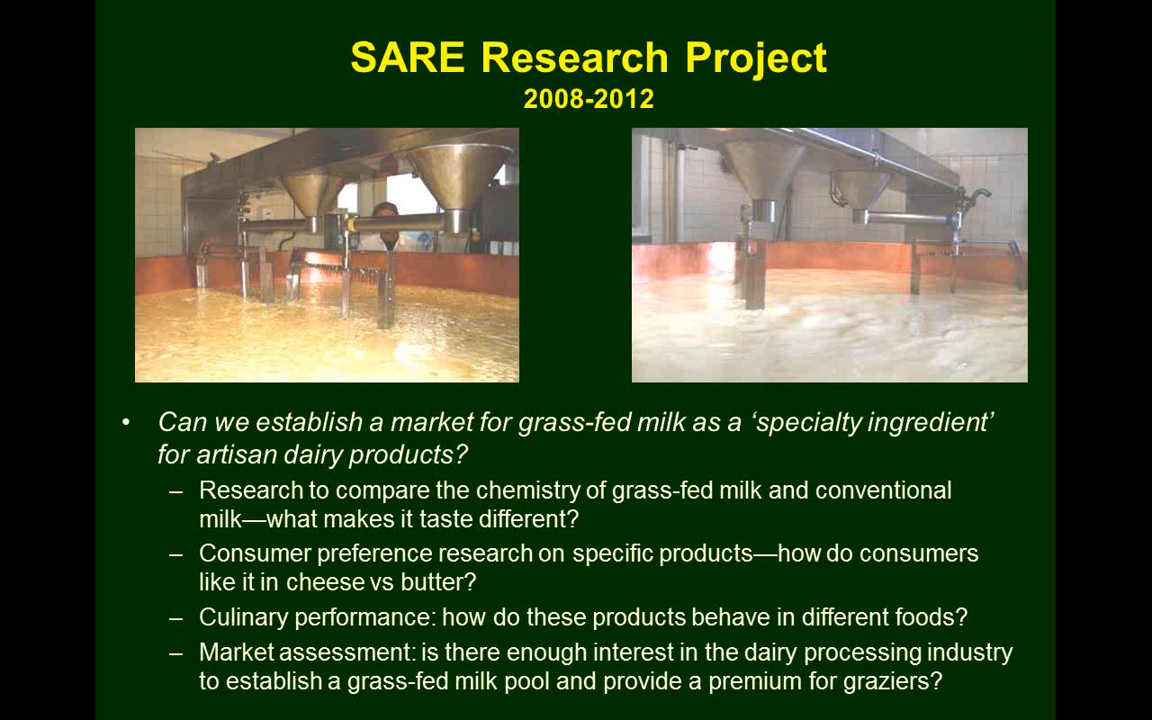 SARE Research Project
2008-2012
• Can we establish a market for grass-fed milk as a ‘specialty ingredient’
for artisan dairy products?
– Research to compare the chemistry of grass-fed milk and conventional
milk—what makes it taste different?
– Consumer preference research on specific products—how do consumers
like it in cheese vs butter?
– Culinary performance: how do these products behave in different foods?
– Market assessment: is there enough interest in the dairy processing industry
to establish a grass-fed milk pool and provide a premium for graziers?